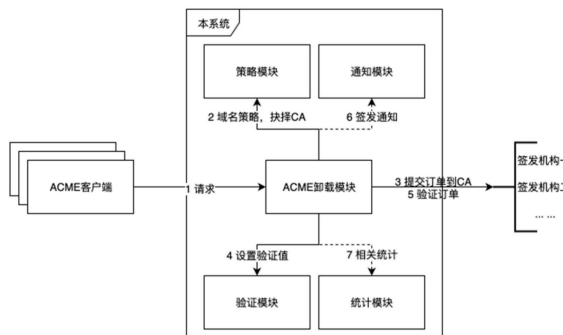 本系统
策略模块
通知模块
2 域名策略，抉择CA
6 签发通知
ACME客户端
1 请求
ACME卸载模块
3 提交订单到CA
5 验证订单
签发机构一
签发机构二
... ...
4 设置验证值
7 相关统计
验证模块
统计模块